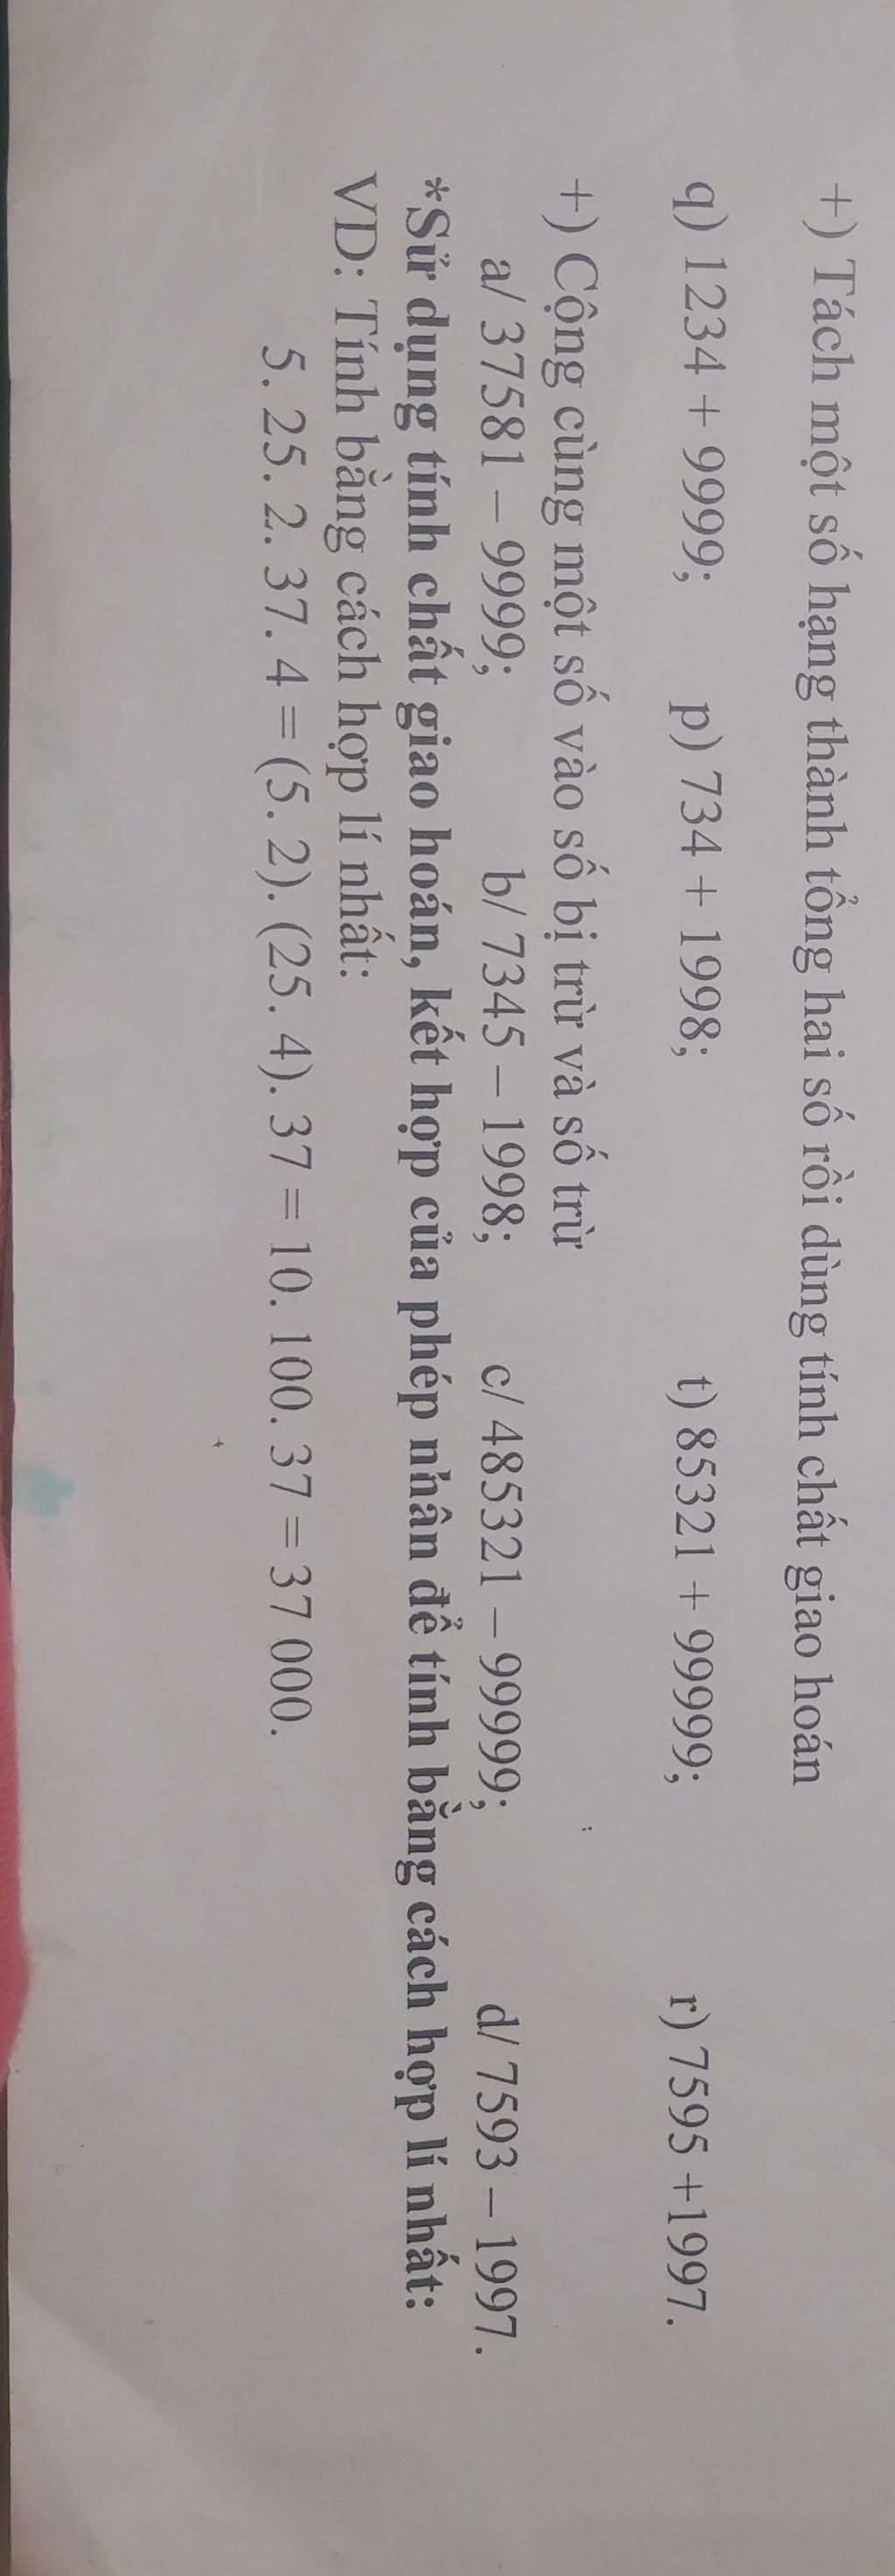 +) Tách một số hạng thành tổng hai số rồi dùng tính chất giao hoán
q) 1234 + 9999; p) 734 + 1998; t) 85321 + 99999; r) 7595 +1997.
+) Cộng cùng một số vào số bị trừ và số trừ
a/ 37581 – 9999; b/ 7345 – 1998; c/ 485321 – 99999; d/ 7593 – 1997.
*Sử dụng tính chất giao hoán, kết hợp của phép nhân để tính bằng cách hợp lí nhất:
VD: Tính bằng cách hợp lí nhất:
5. 25. 2. 37. 4 = (5. 2). (25. 4). 37 = 10. 100. 37 = 37 000.